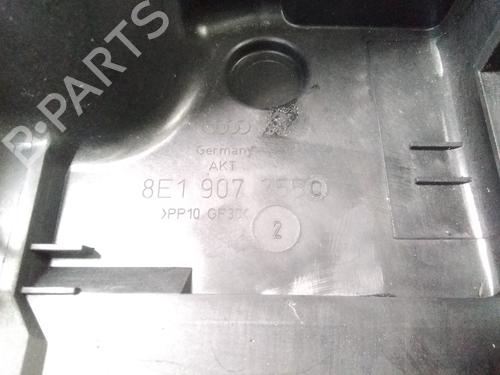 B-PARTS
Germany
AKT
8E1 907
>PP10 GF30<
2